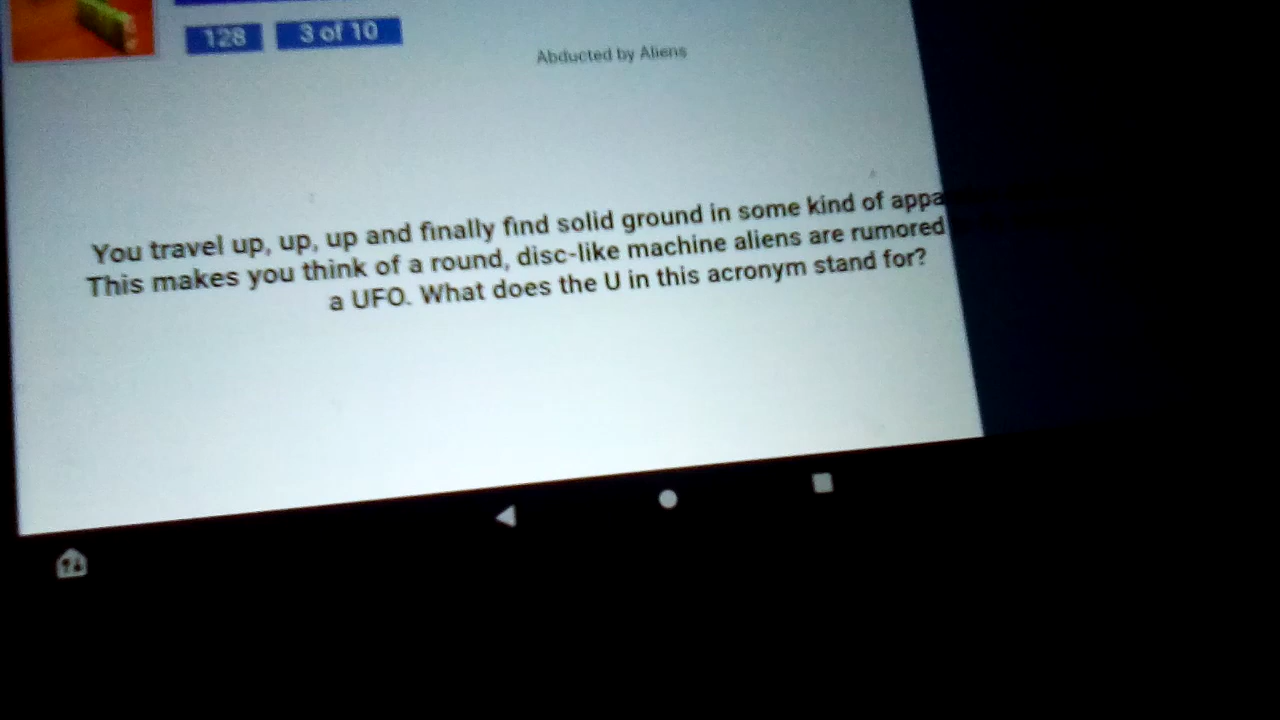 128
3 of 10
Abducted by Aliens
You travel up, up, up and finally find solid ground in some kind of appa
This makes you think of a round, disc-like machine aliens are rumored
a UFO. What does the U in this acronym stand for?